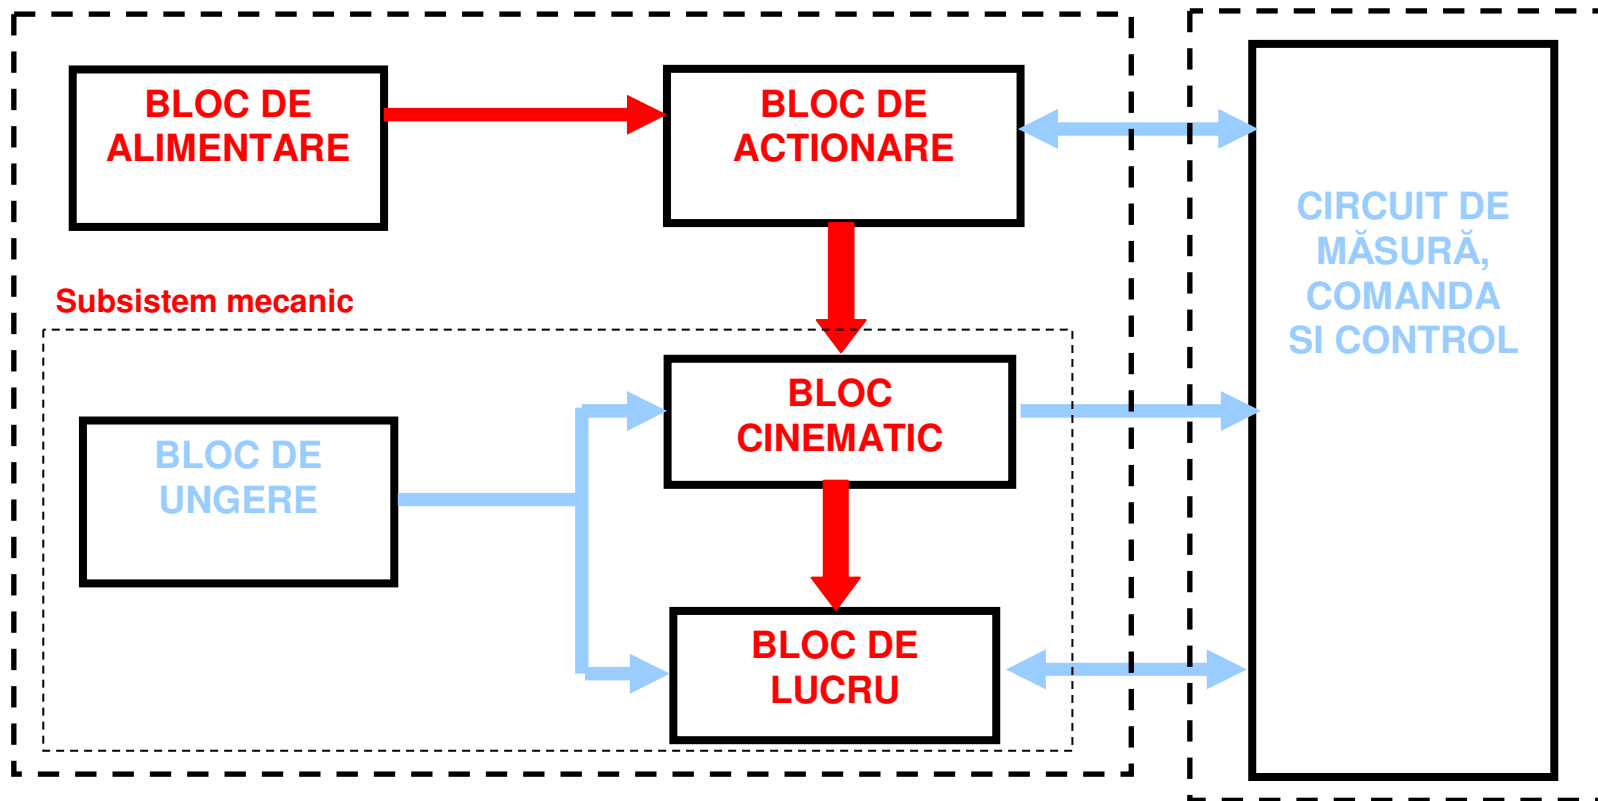 BLOC DE
ALIMENTARE
BLOC DE
ACTIONARE
CIRCUIT DE
MĂSURĂ,
COMANDA
SI CONTROL
Subsistem mecanic
BLOC
CINEMATIC
BLOC DE
UNGERE
BLOC DE
LUCRU